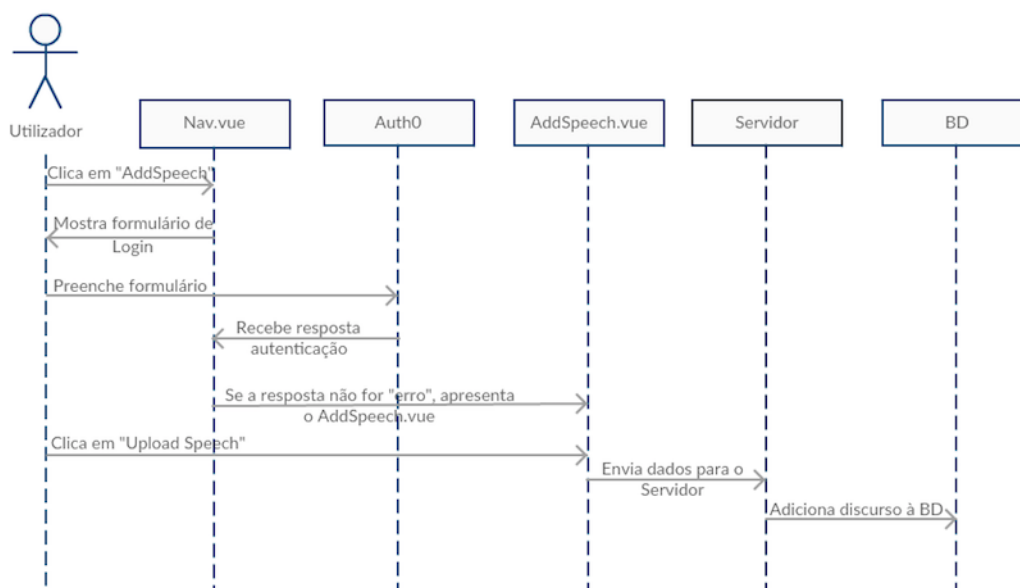 Utilizador
Nav.vue
Auth0
AddSpeech.vue
Servidor
BD
Clica em "AddSpeech"
Mostra formulário de
Login
Preenche formulário
Recebe resposta
autenticação
Se a resposta não for "erro", apresenta
o AddSpeech.vue
Clica em "Upload Speech"
Envia dados para o
Servidor
Adiciona discurso à BD